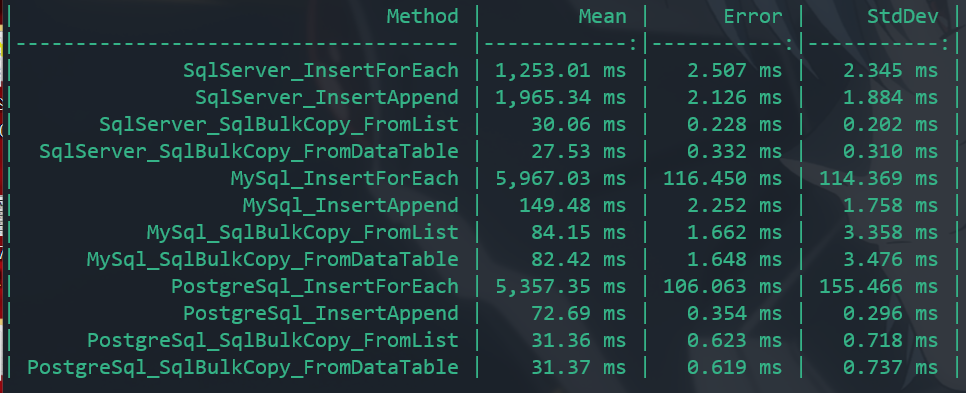 | Method | Mean | Error | StdDev |
|------------------------------------- |------------:|-----------:|-----------:|
| SqlServer_InsertForEach | 1,253.01 ms | 2.507 ms | 2.345 ms |
| SqlServer_InsertAppend | 1,965.34 ms | 2.126 ms | 1.884 ms |
| SqlServer_SqlBulkCopy_FromList | 30.06 ms | 0.228 ms | 0.202 ms |
| SqlServer_SqlBulkCopy_FromDataTable | 27.53 ms | 0.332 ms | 0.310 ms |
| MySql_InsertForEach | 5,967.03 ms | 116.450 ms | 114.369 ms |
| MySql_InsertAppend | 149.48 ms | 2.252 ms | 1.758 ms |
| MySql_SqlBulkCopy_FromList | 84.15 ms | 1.662 ms | 3.358 ms |
| MySql_SqlBulkCopy_FromDataTable | 82.42 ms | 1.648 ms | 3.476 ms |
| PostgreSql_InsertForEach | 5,357.35 ms | 106.063 ms | 155.466 ms |
| PostgreSql_InsertAppend | 72.69 ms | 0.354 ms | 0.296 ms |
| PostgreSql_SqlBulkCopy_FromList | 31.36 ms | 0.623 ms | 0.718 ms |
| PostgreSql_SqlBulkCopy_FromDataTable | 31.37 ms | 0.619 ms | 0.737 ms |